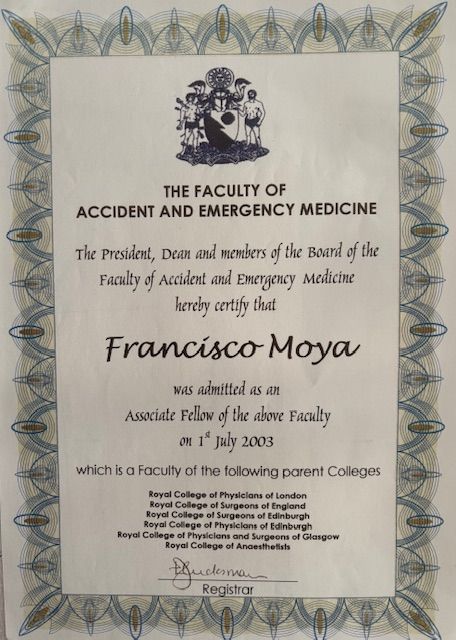 THE FACULTY OF
ACCIDENT AND EMERGENCY MEDICINE
The President, Dean and members of the Board of the
Faculty of Accident and Emergency Medicine
hereby certify that
Francisco Moya
was admitted as an
Associate Fellow of the above Faculty
on 1st July 2003
which is a Faculty of the following parent Colleges
Royal College of Physicians of London
Royal College of Surgeons of England
Royal College of Surgeons of Edinburgh
Royal College of Physicians of Edinburgh
Royal College of Physicians and Surgeons of Glasgow
Royal College of Anaesthetists
Registrar